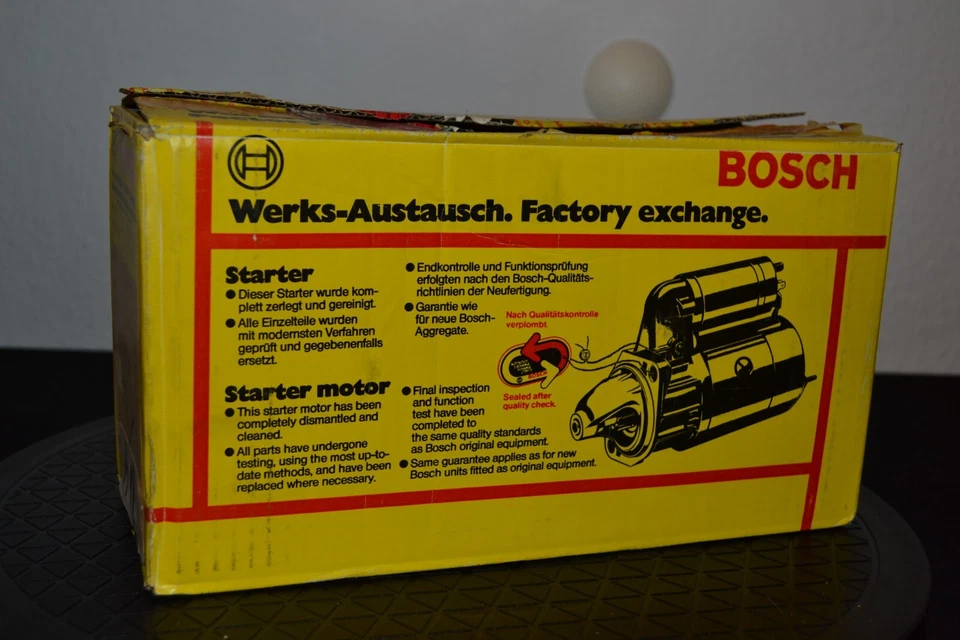 BOSCH
Werks-Austausch. Factory exchange.
Starter
● Dieser Starter wurde kom-
plett zerlegt und gereinigt.
● Alle Einzelteile wurden
mit modernsten Verfahren
geprüft und gegebenenfalls
ersetzt.
● Endkontrolle und Funktionsprüfung
erfolgten nach den Bosch-Qualitäts-
richtlinien der Neufertigung.
● Garantie wie
für neue Bosch-
Aggregate.
Nach Qualitätskontrolle
verplombt.
BOSCH
Sealed after
quality check.
Starter motor
● This starter motor has been
completely dismantled and
cleaned.
● All parts have undergone
testing, using the most up-to-
date methods, and have been
replaced where necessary.
● Final inspection
and function
test have been
completed to
the same quality standards
as Bosch original equipment.
● Same guarantee applies as for new
Bosch units fitted as original equipment.